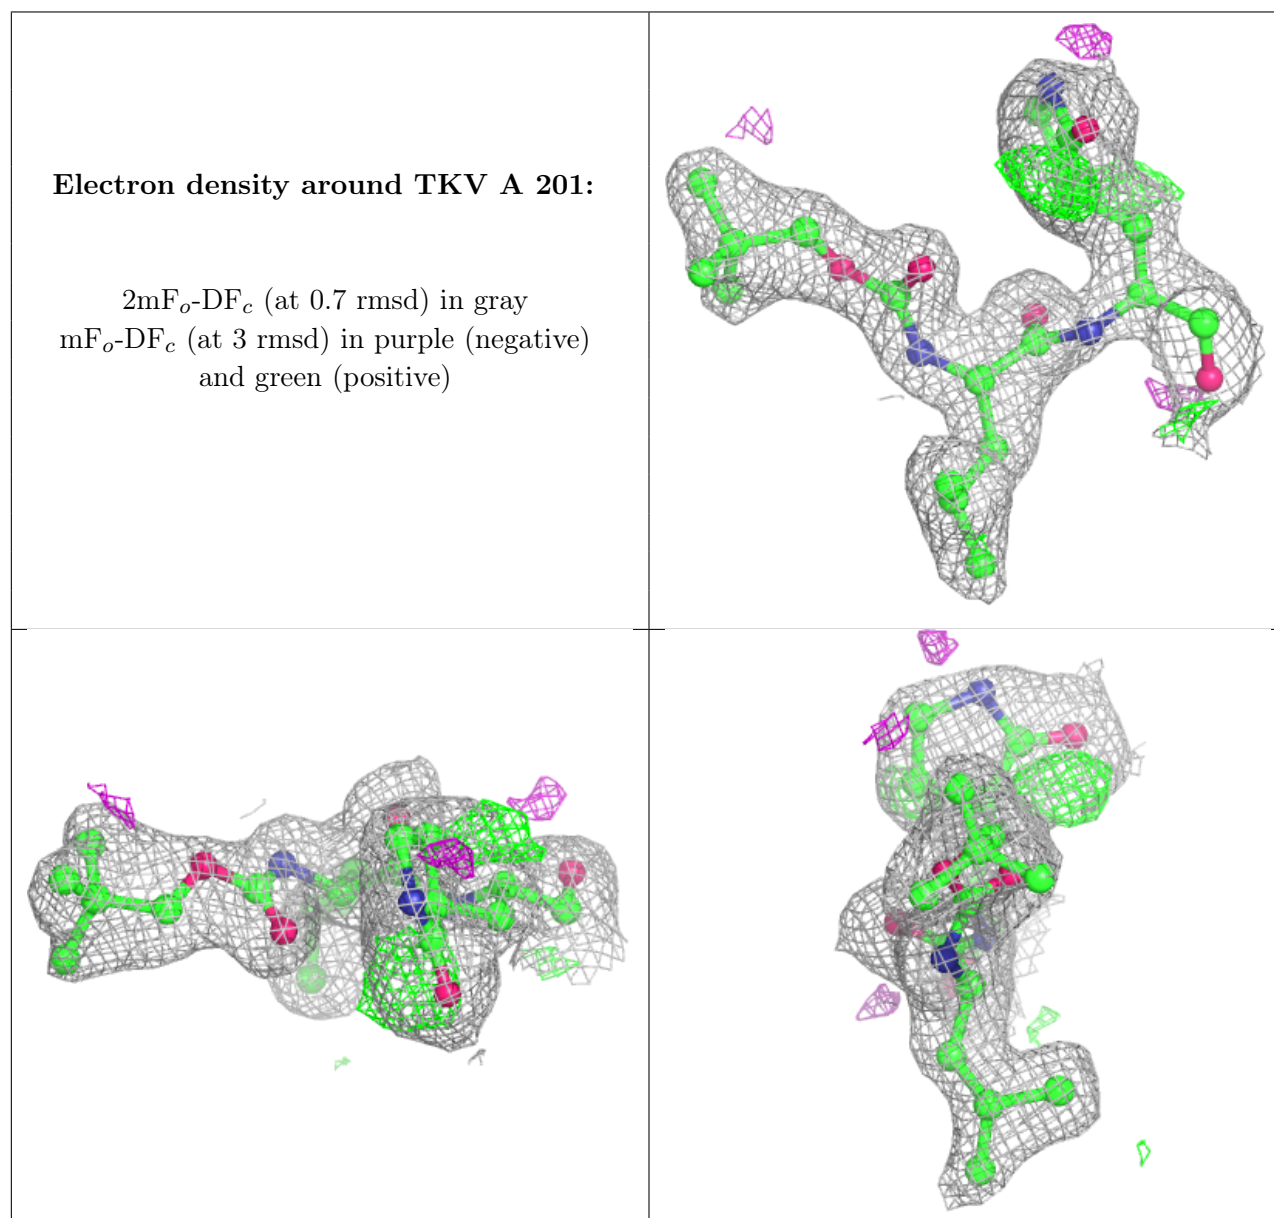 Electron density around TKV A 201:
2mFo-DFc (at 0.7 rmsd) in gray
mFo-DFc (at 3 rmsd) in purple (negative)
and green (positive)